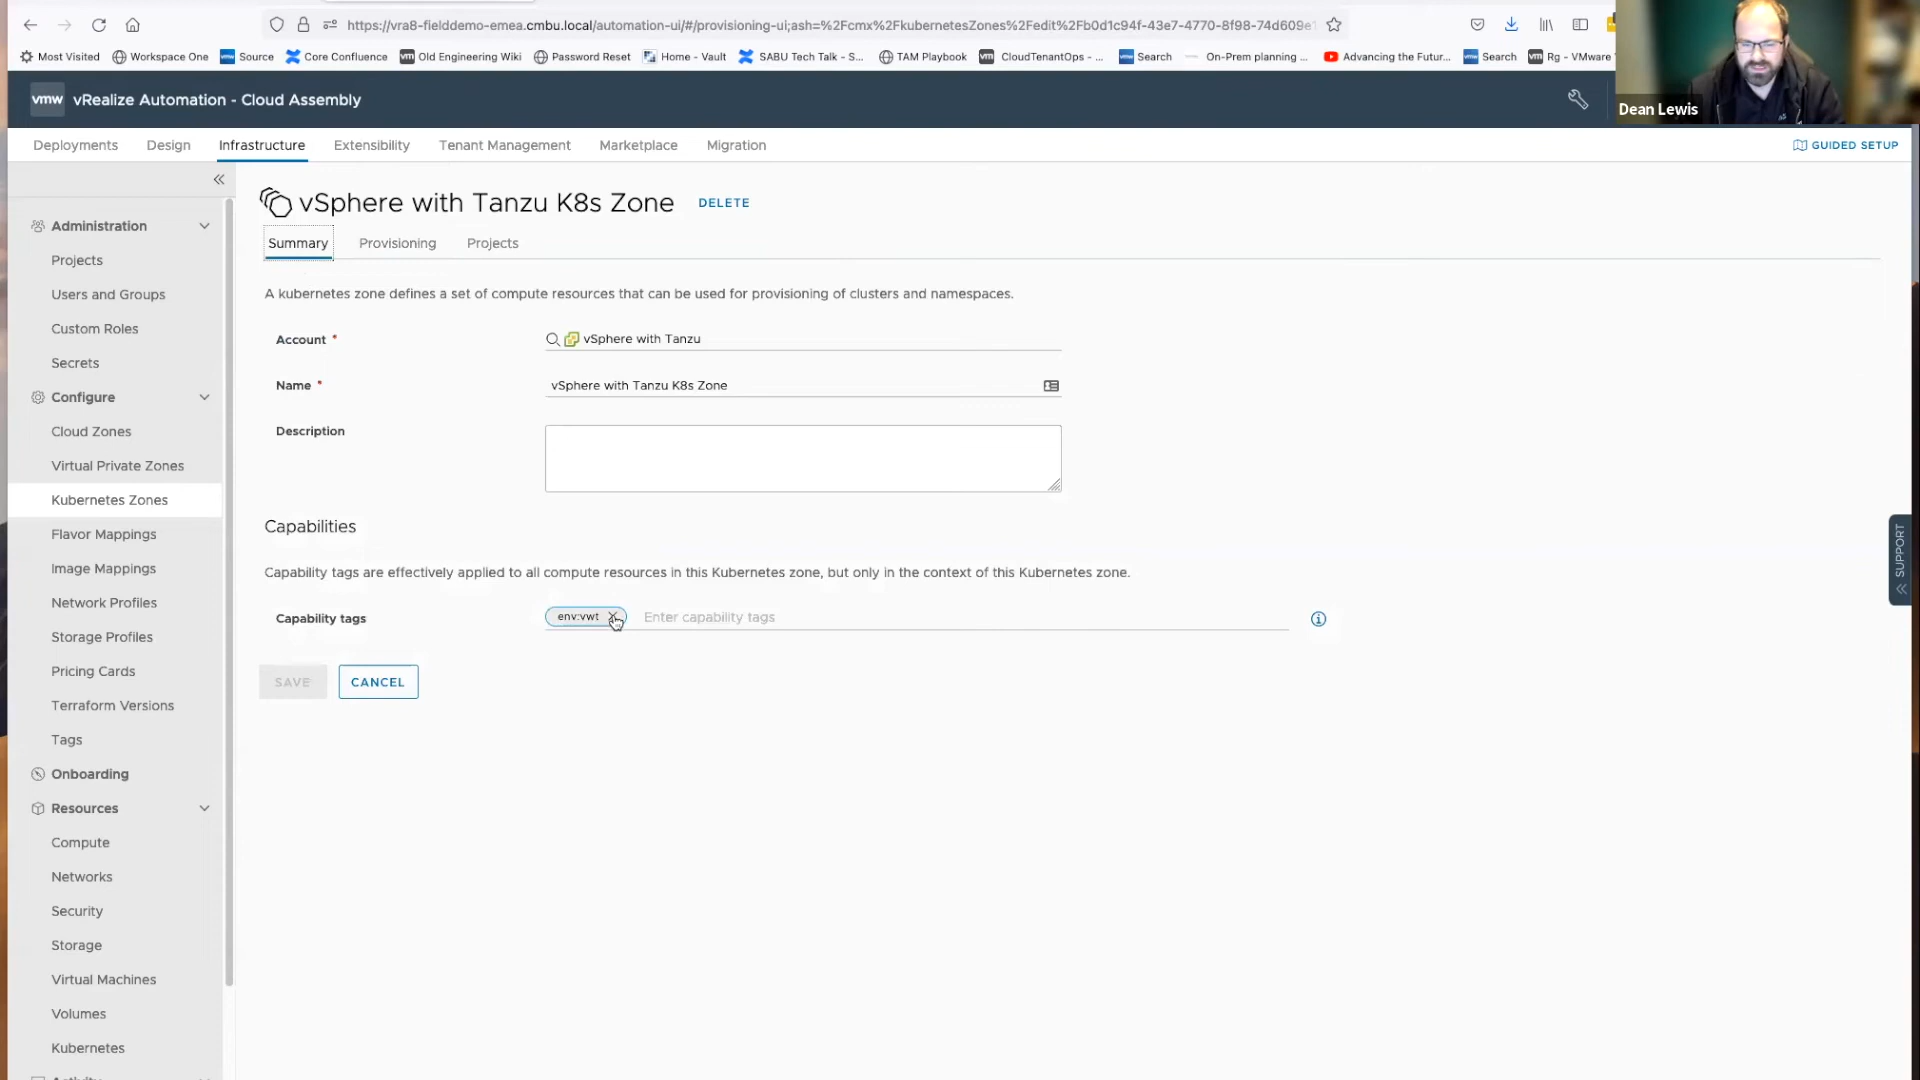 https://vra8-fielddemo-emea.cmbu.local/automation-ui/#/provisioning-ui;ash=%2Fcmx%2FkubernetesZones%2Fedit%2Fb0d1c94f-43e7-4770-8f98-74d609e
Most Visited Workspace One Source Core Confluence Old Engineering Wiki Password Reset Home - Vault SABU Tech Talk - S... TAM Playbook CloudTenantOps - ... Search On-Prem planning ... Advancing the Futur... Search Rg - VMware
vmw vRealize Automation - Cloud Assembly
Dean Lewis
Deployments Design Infrastructure Extensibility Tenant Management Marketplace Migration GUIDED SETUP
vSphere with Tanzu K8s Zone DELETE
Summary Provisioning Projects
A kubernetes zone defines a set of compute resources that can be used for provisioning of clusters and namespaces.
Account * vSphere with Tanzu
Name * vSphere with Tanzu K8s Zone
Description
Capabilities
Capability tags are effectively applied to all compute resources in this Kubernetes zone, but only in the context of this Kubernetes zone.
Capability tags env:vwt Enter capability tags
SAVE CANCEL
Administration
Projects
Users and Groups
Custom Roles
Secrets
Configure
Cloud Zones
Virtual Private Zones
Kubernetes Zones
Flavor Mappings
Image Mappings
Network Profiles
Storage Profiles
Pricing Cards
Terraform Versions
Tags
Onboarding
Resources
Compute
Networks
Security
Storage
Virtual Machines
Volumes
Kubernetes
SUPPORT